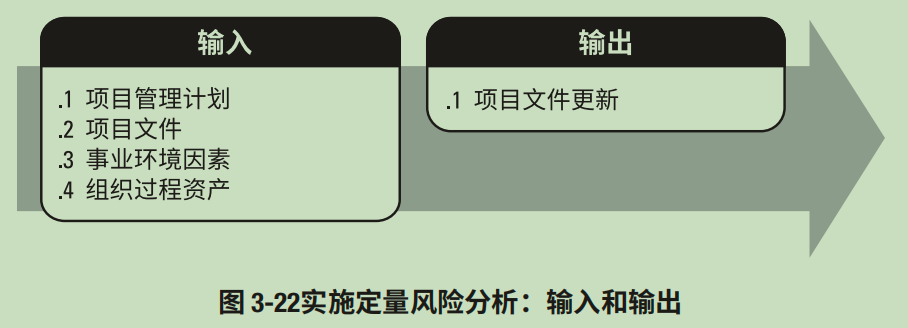 输入
.1 项目管理计划
.2 项目文件
.3 事业环境因素
.4 组织过程资产
输出
.1 项目文件更新
图 3-22实施定量风险分析：输入和输出